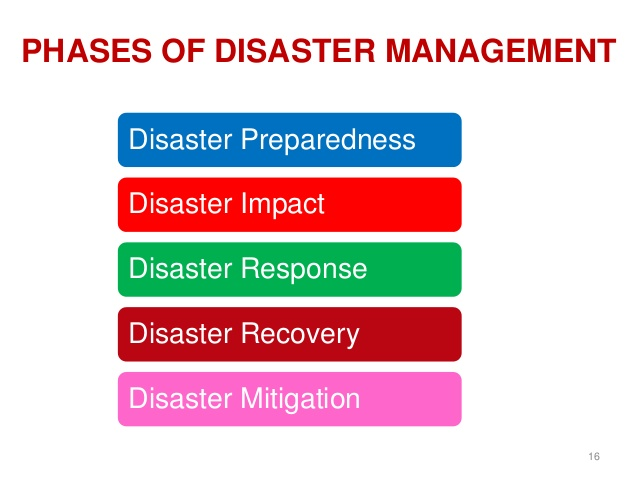 PHASES OF DISASTER MANAGEMENT
Disaster Preparedness
Disaster Impact
Disaster Response
Disaster Recovery
Disaster Mitigation
16